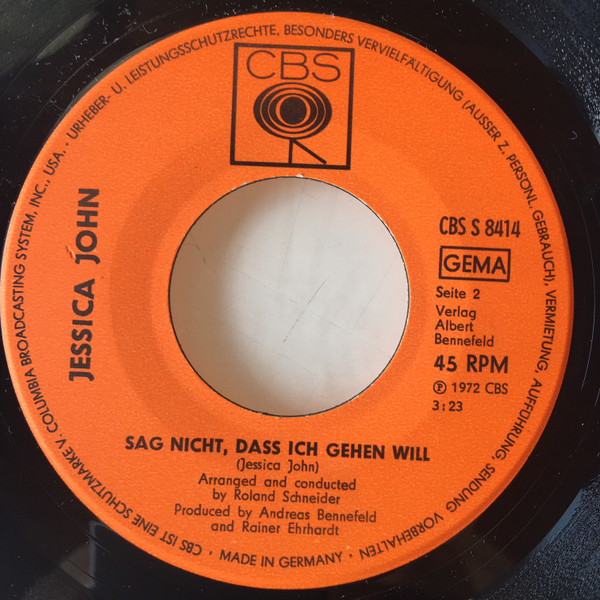 CBS
URHEBER- U. LEISTUNGSSCHUTZRECHTE, BESONDERS VERVIELFÄLTIGUNG (AUSSER Z. PERSÖNL. GEBRAUCH), VERMIETUNG, AUFFÜHRUNG, SENDUNG VORBEHALTEN · MADE IN GERMANY · CBS IST EINE SCHUTZMARKE V. COLUMBIA BROADCASTING SYSTEM, INC., USA. ·
JESSICA JOHN
CBS S 8414
GEMA
Seite 2
Verlag
Albert
Bennefeld
45 RPM
Ⓟ 1972 CBS
3:23
SAG NICHT, DASS ICH GEHEN WILL
(Jessica John)
Arranged and conducted
by Roland Schneider
Produced by Andreas Bennefeld
and Rainer Ehrhardt